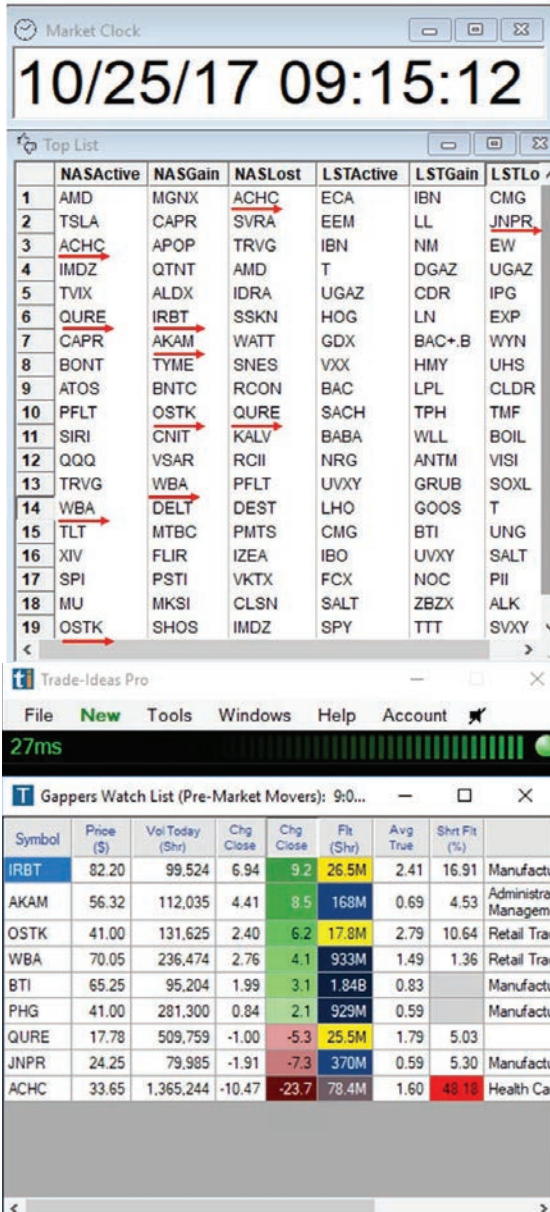 Market Clock
10/25/17 09:15:12
Top List
NASActive NASGain NASLost LSTActive LSTGain LSTLo
1 AMD MGNX ACHC ECA IBN CMG
2 TSLA CAPR SVRA EEM LL JNPR
3 ACHC APOP TRVG IBN NM EW
4 IMDZ QTNT AMD T DGAZ UGAZ
5 TVIX ALDX IDRA UGAZ CDR IPG
6 QURE IRBT SSKN HOG LN EXP
7 CAPR AKAM WATT GDX BAC+.B WYN
8 BONT TYME SNES VXX HMY UHS
9 ATOS BNTC RCON BAC LPL CLDR
10 PFLT OSTK QURE SACH TPH TMF
11 SIRI CNIT KALV BABA WLL BOIL
12 QQQ VSAR RCII NRG ANTM VISI
13 TRVG WBA PFLT UVXY GRUB SOXL
14 WBA DELT DEST LHO GOOS T
15 TLT MTBC PMTS CMG BTI UNG
16 XIV FLIR IZEA IBO UVXY SALT
17 SPI PSTI VKTX FCX NOC PII
18 MU MKSI CLSN SALT ZBZX ALK
19 OSTK SHOS IMDZ SPY TTT SVXY
ti Trade-Ideas Pro
File New Tools Windows Help Account
27ms
T Gappers Watch List (Pre-Market Movers): 9:0...
Symbol Price ($) Vol Today (Shr) Chg Close Chg Close Flt (Shr) Avg True Shrt Flt (%)
IRBT 82.20 99,524 6.94 9.2 26.5M 2.41 16.91 Manufactu
AKAM 56.32 112,035 4.41 8.5 168M 0.69 4.53 Administra Managem
OSTK 41.00 131,625 2.40 6.2 17.8M 2.79 10.64 Retail Tra
WBA 70.05 236,474 2.76 4.1 933M 1.49 1.36 Retail Tra
BTI 65.25 95,204 1.99 3.1 1.84B 0.83 Manufactu
PHG 41.00 281,300 0.84 2.1 929M 0.59 Manufactu
QURE 17.78 509,759 -1.00 -5.3 25.5M 1.79 5.03
JNPR 24.25 79,985 -1.91 -7.3 370M 0.59 5.30 Manufactu
ACHC 33.65 1,365,244 -10.47 -23.7 78.4M 1.60 48.18 Health Ca